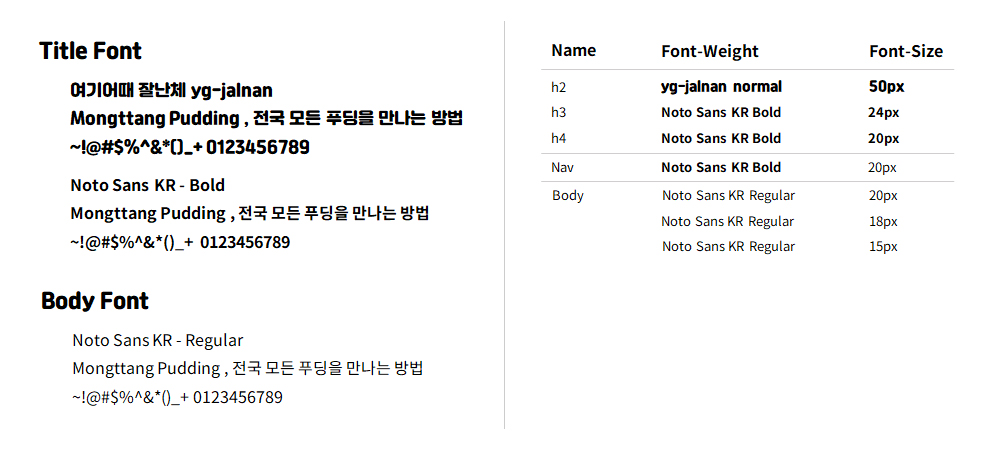 Title Font
여기어때 잘난체 yg-jalnan
Mongttang Pudding , 전국 모든 푸딩을 만나는 방법
~!@#$%^&*()_+ 0123456789
Noto Sans KR - Bold
Mongttang Pudding , 전국 모든 푸딩을 만나는 방법
~!@#$%^&*()_+ 0123456789
Body Font
Noto Sans KR - Regular
Mongttang Pudding , 전국 모든 푸딩을 만나는 방법
~!@#$%^&*()_+ 0123456789
Name Font-Weight Font-Size
h2 yg-jalnan normal 50px
h3 Noto Sans KR Bold 24px
h4 Noto Sans KR Bold 20px
Nav Noto Sans KR Bold 20px
Body Noto Sans KR Regular 20px
Noto Sans KR Regular 18px
Noto Sans KR Regular 15px